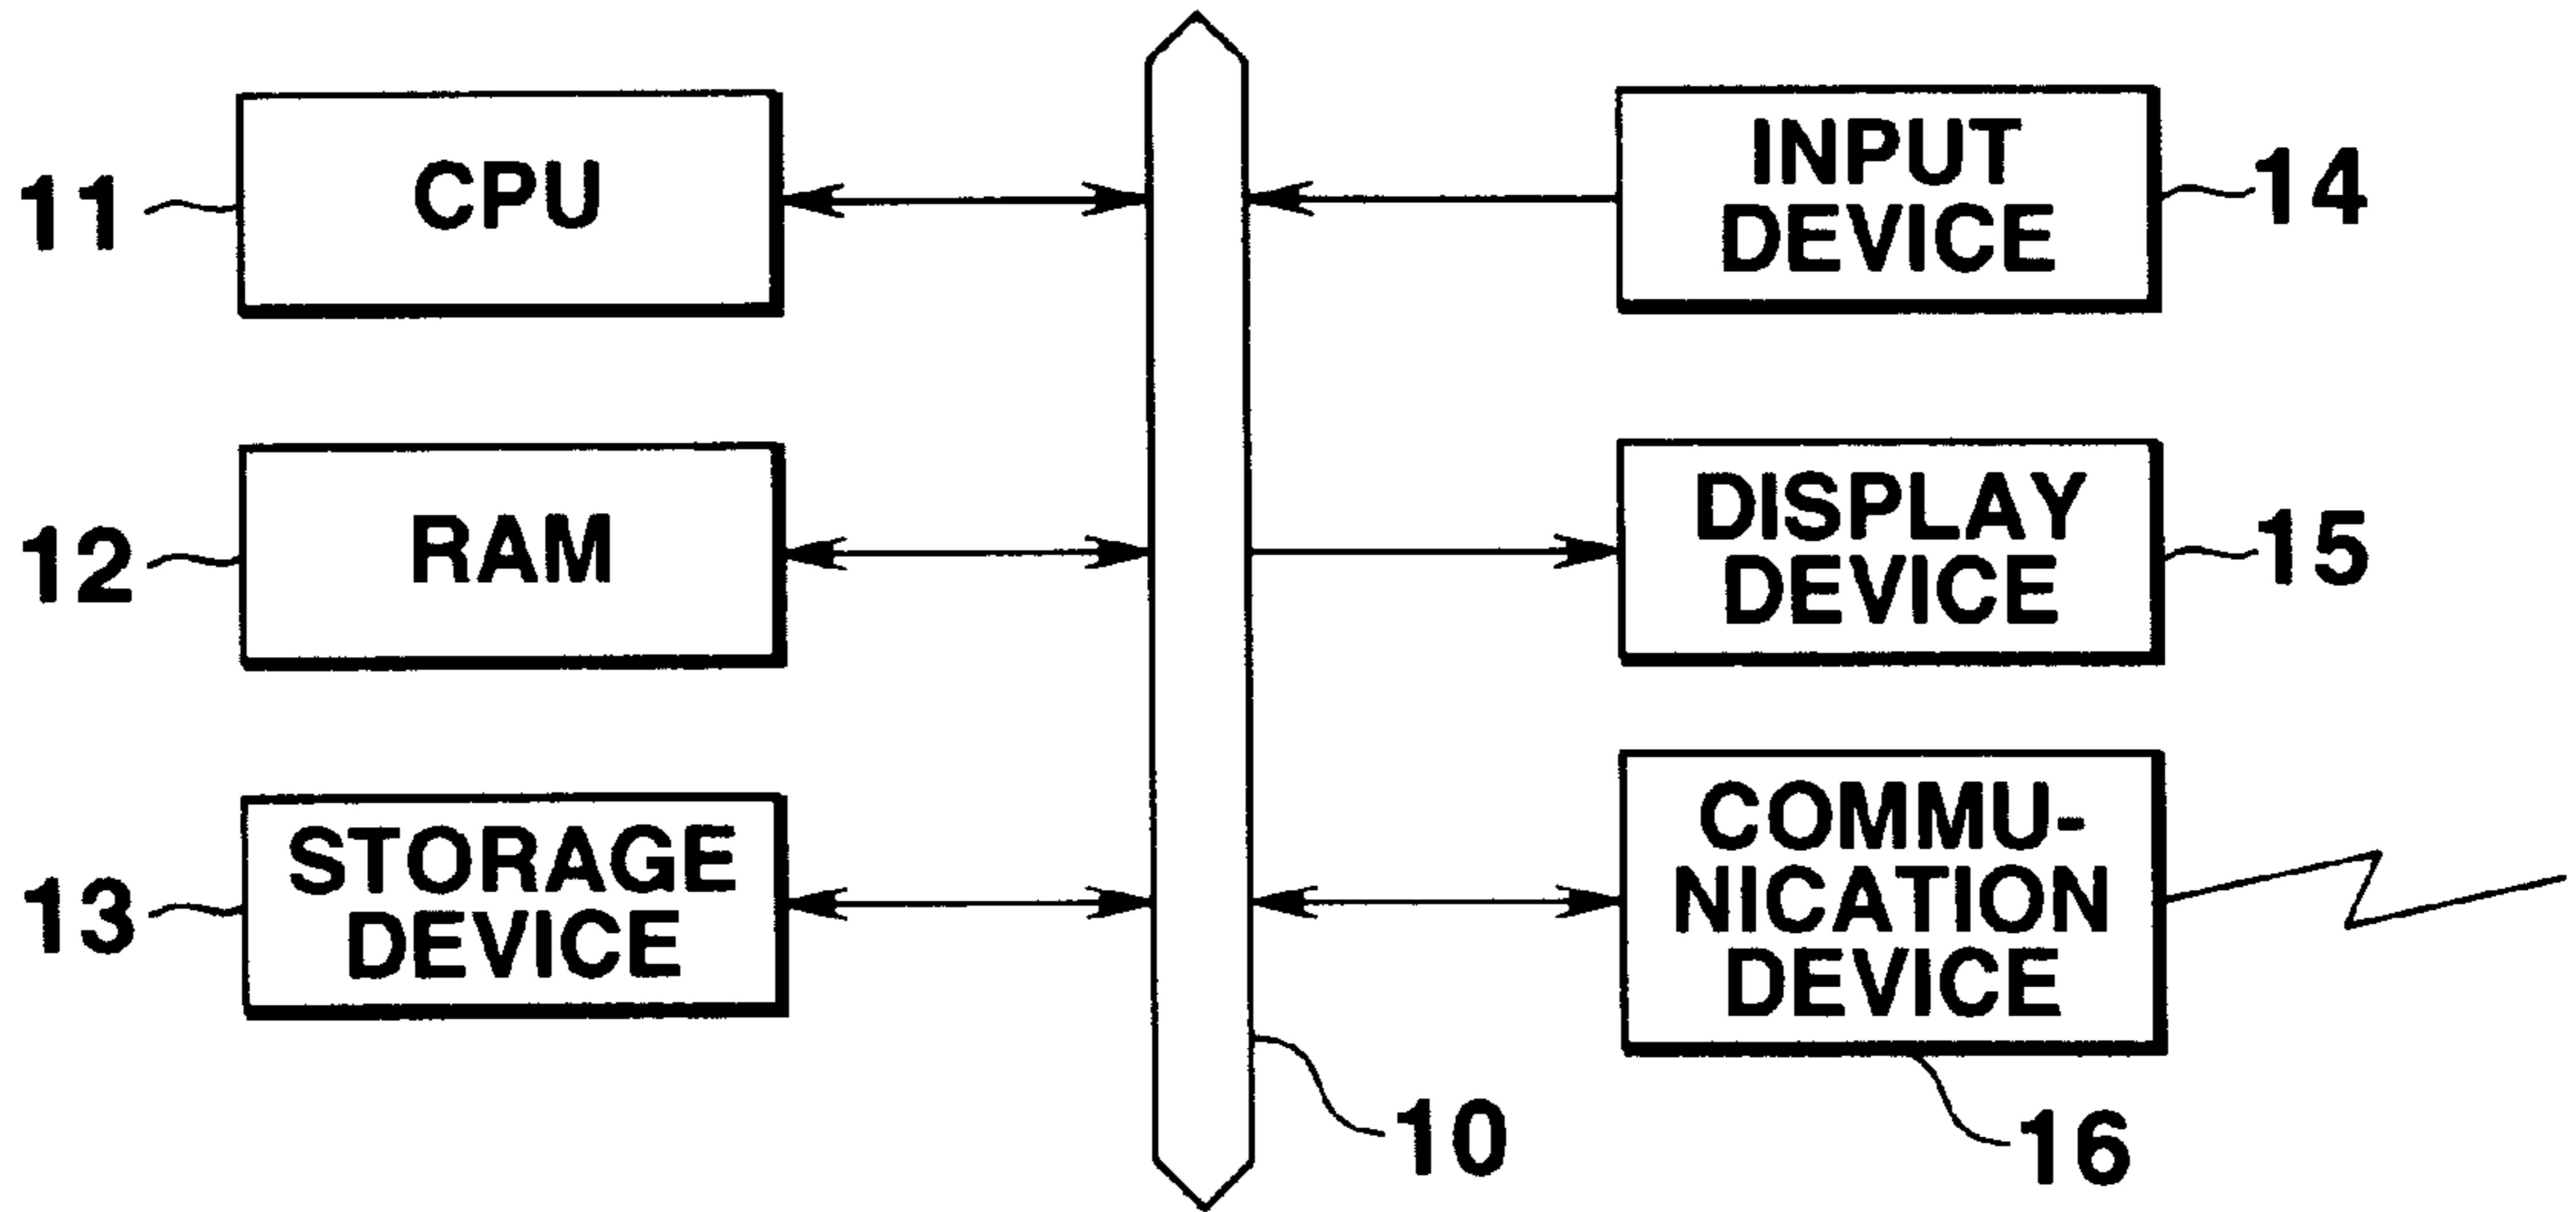 11
CPU
12
RAM
13
STORAGE
DEVICE
INPUT
DEVICE
14
DISPLAY
DEVICE
15
COMMU-
NICATION
DEVICE
10
16